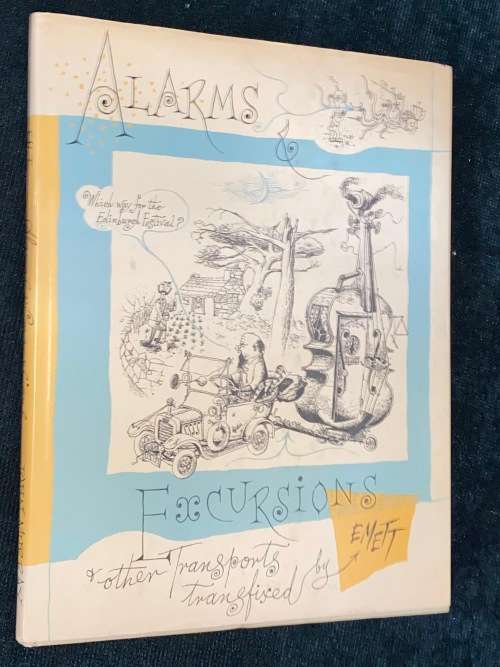 ALARMS
&
Which way for the
Edinburgh Festival?
EXCURSIONS
& other Transports
transfixed by
EMETT